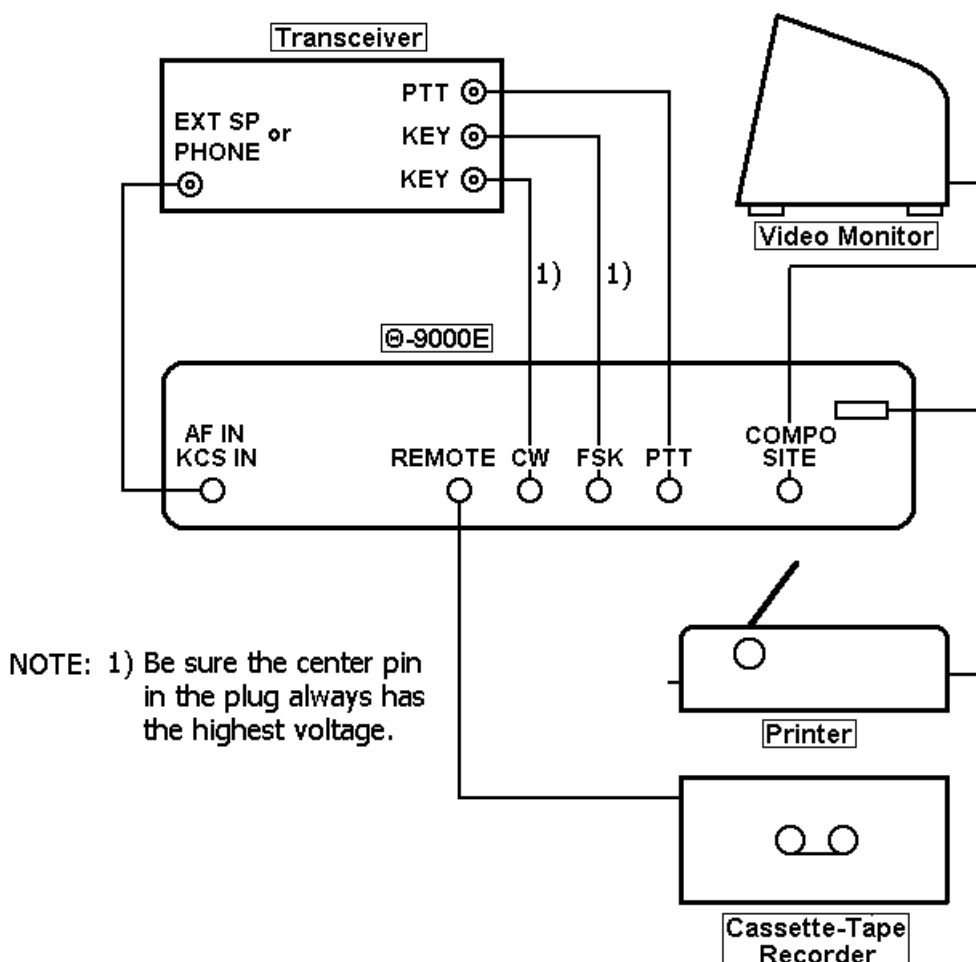 Transceiver
PTT
EXT SP or
PHONE
KEY
KEY
Video Monitor
1)
1)
Θ-9000E
AF IN
KCS IN
REMOTE
CW
FSK
PTT
COMPO
SITE
NOTE: 1) Be sure the center pin
in the plug always has
the highest voltage.
Printer
Cassette-Tape
Recorder